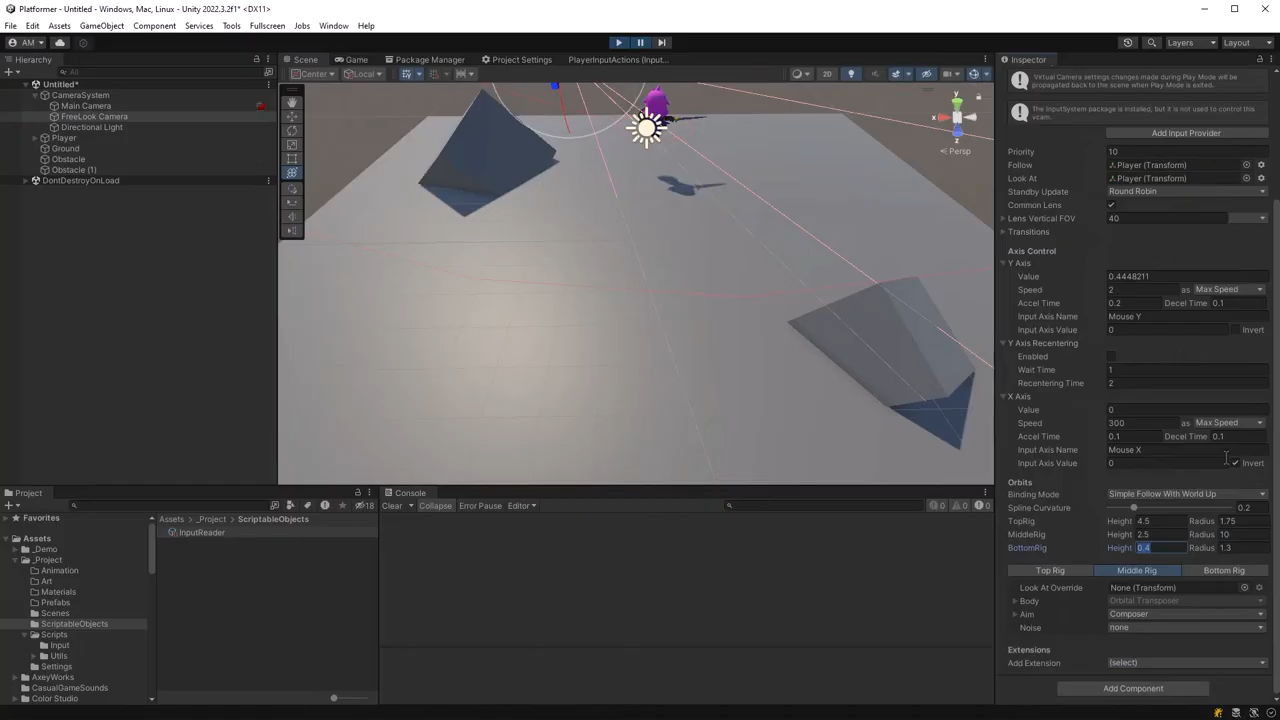 Platformer - Untitled - Windows, Mac, Linux - Unity 2022.3.2f1* <DX11>
File Edit Assets GameObject Component Services Tools Fullscreen Jobs Window Help
AM Layers Layout
Hierarchy Scene Game Package Manager Project Settings PlayerInputActions (Input... Inspector
All Center Local 2D
Untitled*
CameraSystem
Main Camera
FreeLook Camera
Directional Light
Player
Ground
Obstacle
Obstacle (1)
DontDestroyOnLoad
y
x
z
Persp
Virtual Camera settings changes made during Play Mode will be
propagated back to the scene when Play Mode is exited.
The InputSystem package is installed, but it is not used to control this
vcam.
Add Input Provider
Priority 10
Follow Player (Transform)
Look At Player (Transform)
Standby Update Round Robin
Common Lens
Lens Vertical FOV 40
Transitions
Axis Control
Y Axis
Value 0.4448211
Speed 2 as Max Speed
Accel Time 0.2 Decel Time 0.1
Input Axis Name Mouse Y
Input Axis Value 0 Invert
Y Axis Recentering
Enabled
Wait Time 1
Recentering Time 2
X Axis
Value 0
Speed 300 as Max Speed
Accel Time 0.1 Decel Time 0.1
Input Axis Name Mouse X
Input Axis Value 0 Invert
Orbits
Binding Mode Simple Follow With World Up
Spline Curvature 0.2
TopRig Height 4.5 Radius 1.75
MiddleRig Height 2.5 Radius 10
BottomRig Height 0.4 Radius 1.3
Top Rig Middle Rig Bottom Rig
Look At Override None (Transform)
Body Orbital Transposer
Aim Composer
Noise none
Extensions
Add Extension (select)
Add Component
Project
18
Favorites
Assets
_Demo
_Project
Animation
Art
Materials
Prefabs
Scenes
ScriptableObjects
Scripts
Input
Utils
Settings
AxeyWorks
CasualGameSounds
Color Studio
Assets > _Project > ScriptableObjects
InputReader
Console
Clear Collapse Error Pause Editor 0 0 0